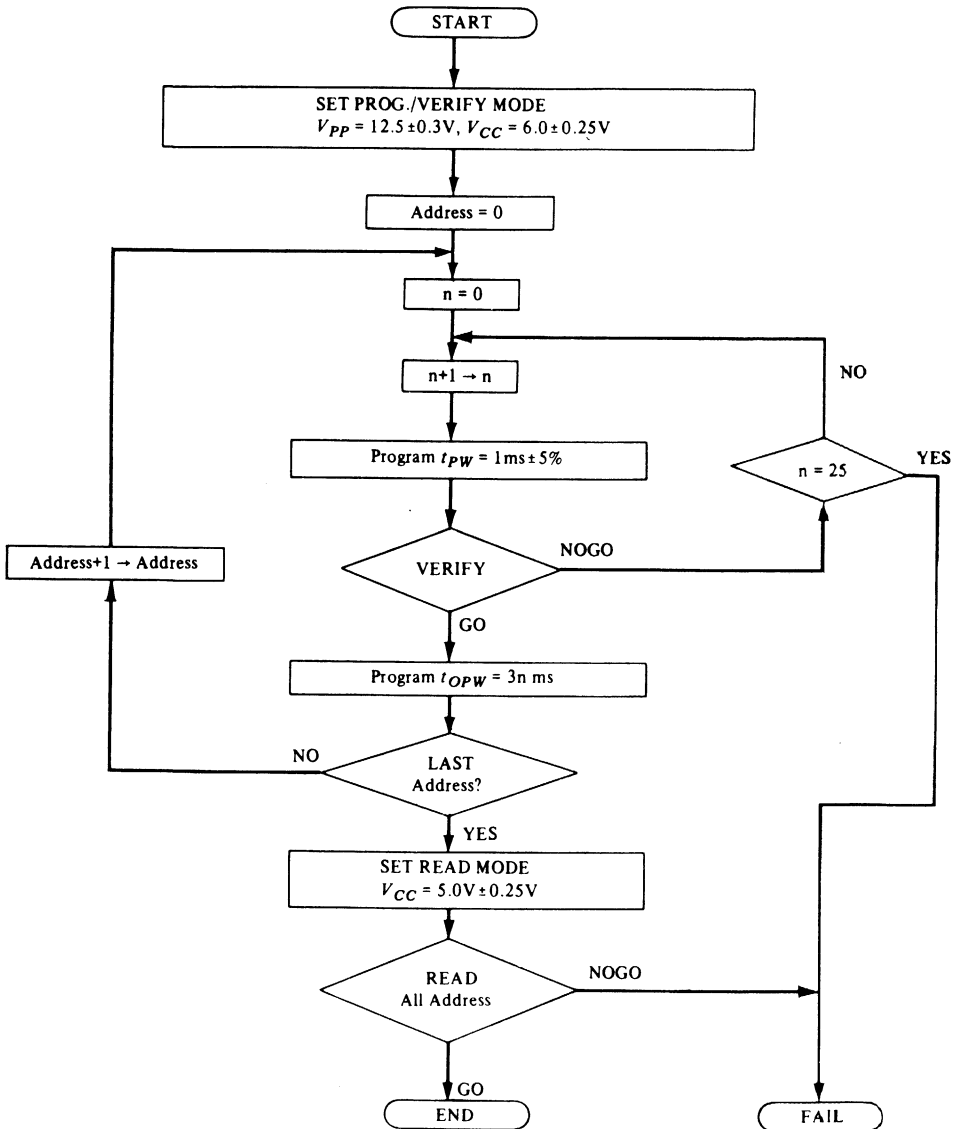 START
SET PROG./VERIFY MODE
V_PP = 12.5±0.3V, V_CC = 6.0±0.25V
Address = 0
n = 0
n+1 → n
NO
Program t_PW = 1ms±5%
n = 25
YES
VERIFY
NOGO
Address+1 → Address
GO
Program t_OPW = 3n ms
NO
LAST
Address?
YES
SET READ MODE
V_CC = 5.0V±0.25V
READ
All Address
NOGO
GO
END
FAIL